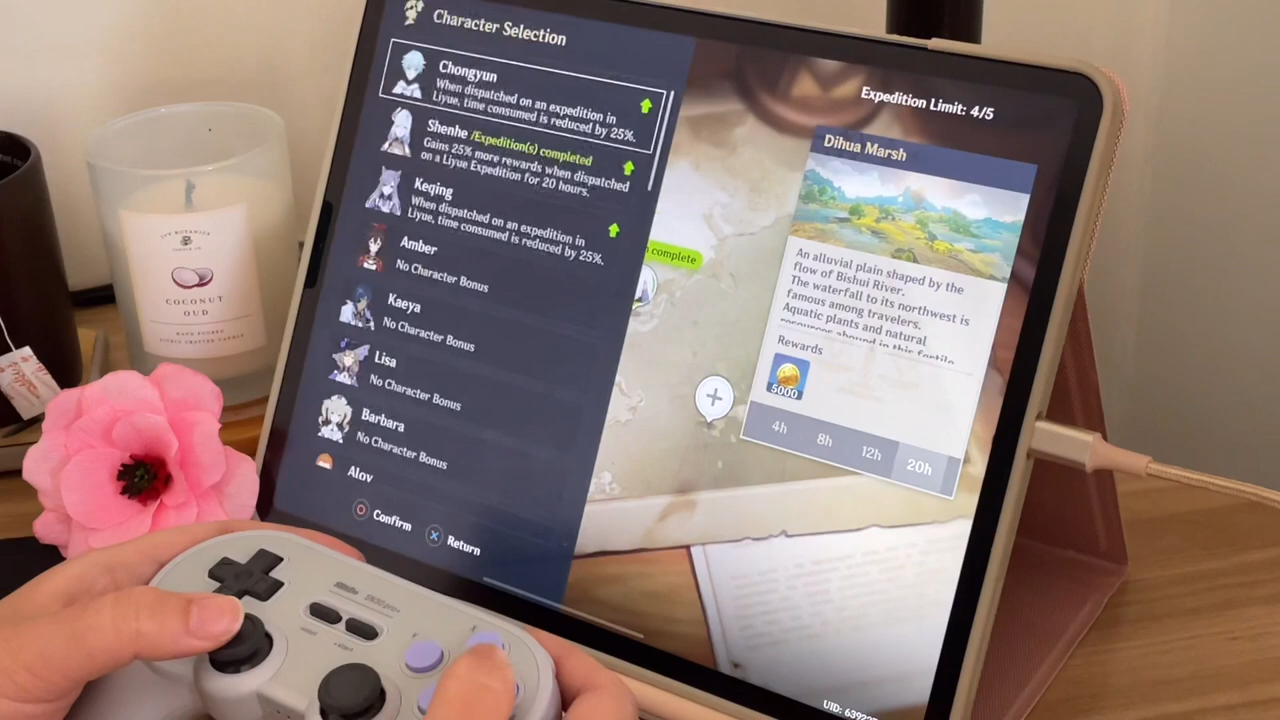 Character Selection
Chongyun
When dispatched on an expedition in
Liyue, time consumed is reduced by 25%.
Shenhe /Expedition(s) completed
Gains 25% more rewards when dispatched
on a Liyue Expedition for 20 hours.
Keqing
When dispatched on an expedition in
Liyue, time consumed is reduced by 25%.
Amber
No Character Bonus
Kaeya
No Character Bonus
Lisa
No Character Bonus
Barbara
No Character Bonus
Aloy
Confirm
Return
complete
Expedition Limit: 4/5
Dihua Marsh
An alluvial plain shaped by the
flow of Bishui River.
The waterfall to its northwest is
famous among travelers.
Aquatic plants and natural
resources abound in this fertile
Rewards
5000
4h 8h 12h 20h
COCONUT
OUD